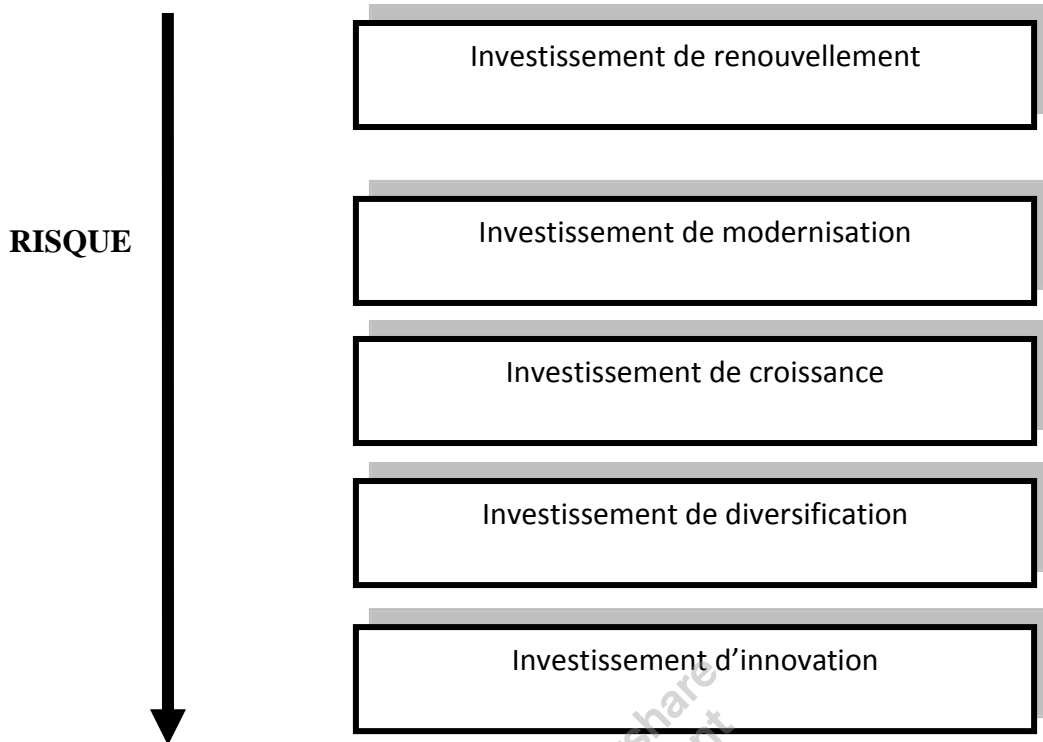 Investissement de renouvellement
Investissement de modernisation
RISQUE
Investissement de croissance
Investissement de diversification
Investissement d’innovation